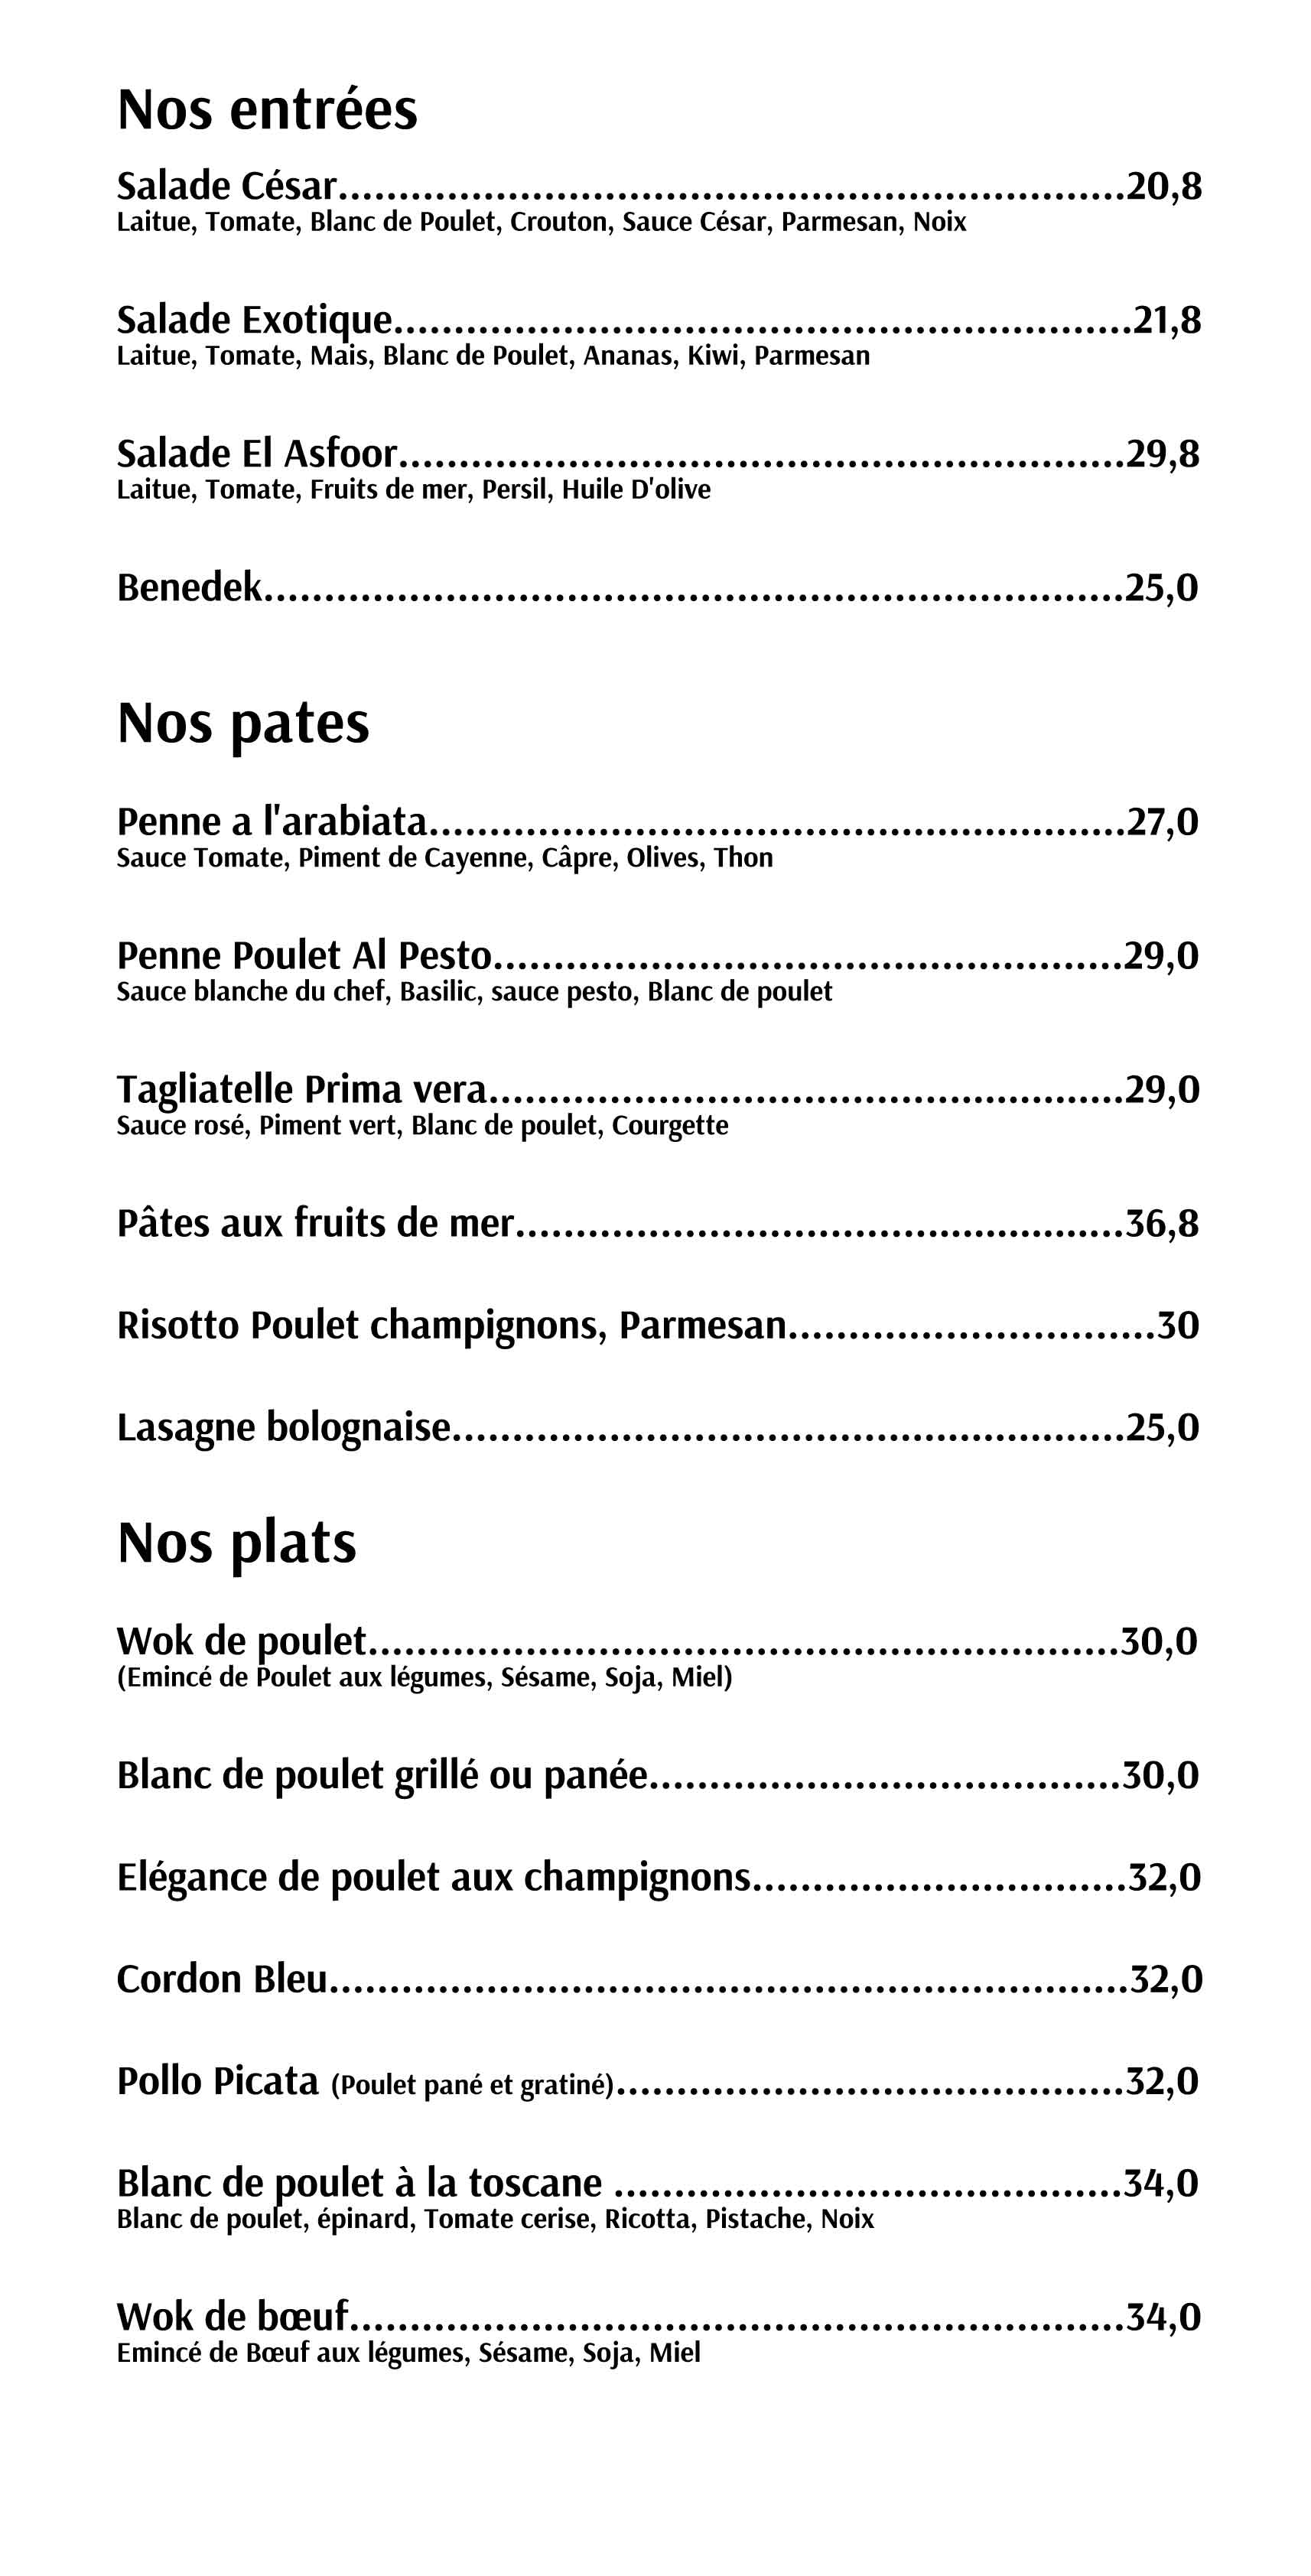 Nos entrées
Salade César................................................................20,8
Laitue, Tomate, Blanc de Poulet, Crouton, Sauce César, Parmesan, Noix
Salade Exotique............................................................21,8
Laitue, Tomate, Mais, Blanc de Poulet, Ananas, Kiwi, Parmesan
Salade El Asfoor...........................................................29,8
Laitue, Tomate, Fruits de mer, Persil, Huile D'olive
Benedek......................................................................25,0
Nos pates
Penne a l'arabiata.........................................................27,0
Sauce Tomate, Piment de Cayenne, Câpre, Olives, Thon
Penne Poulet Al Pesto...................................................29,0
Sauce blanche du chef, Basilic, sauce pesto, Blanc de poulet
Tagliatelle Prima vera....................................................29,0
Sauce rosé, Piment vert, Blanc de poulet, Courgette
Pâtes aux fruits de mer..................................................36,8
Risotto Poulet champignons, Parmesan..............................30
Lasagne bolognaise.......................................................25,0
Nos plats
Wok de poulet.............................................................30,0
(Emincé de Poulet aux légumes, Sésame, Soja, Miel)
Blanc de poulet grillé ou panée.......................................30,0
Elégance de poulet aux champignons...............................32,0
Cordon Bleu.................................................................32,0
Pollo Picata (Poulet pané et gratiné)..........................................32,0
Blanc de poulet à la toscane ..........................................34,0
Blanc de poulet, épinard, Tomate cerise, Ricotta, Pistache, Noix
Wok de bœuf...............................................................34,0
Emincé de Bœuf aux légumes, Sésame, Soja, Miel